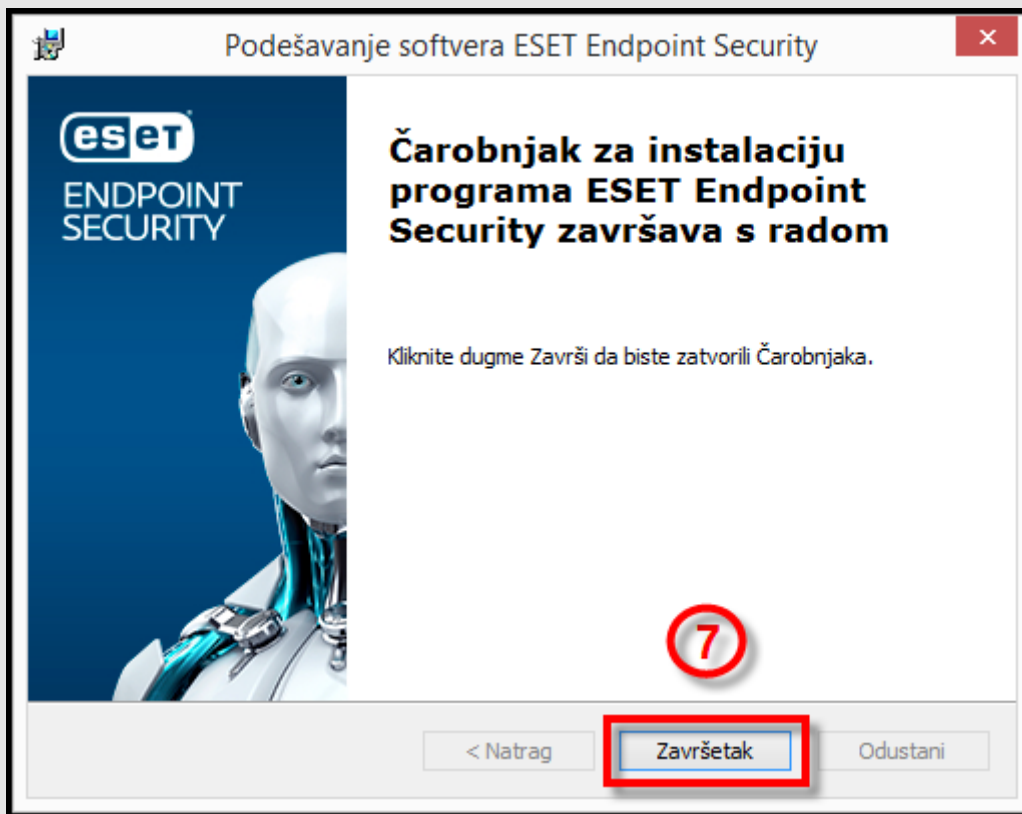 Podešavanje softvera ESET Endpoint Security
eset
ENDPOINT
SECURITY
Čarobnjak za instalaciju
programa ESET Endpoint
Security završava s radom
Kliknite dugme Završi da biste zatvorili Čarobnjaka.
7
< Natrag
Završetak
Odustani